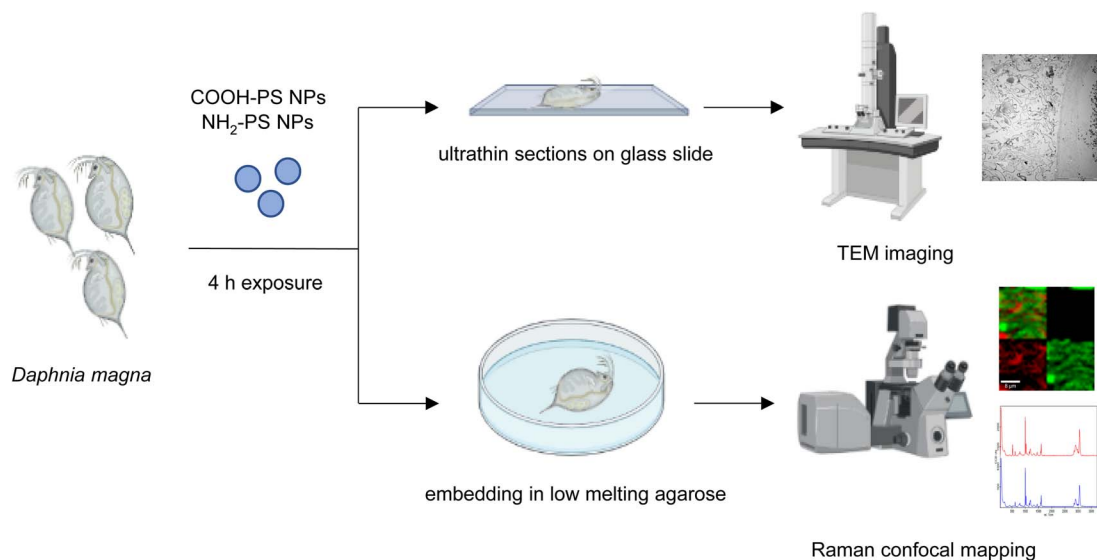 COOH-PS NPs
NH₂-PS NPs
4 h exposure
Daphnia magna
ultrathin sections on glass slide
TEM imaging
embedding in low melting agarose
Raman confocal mapping